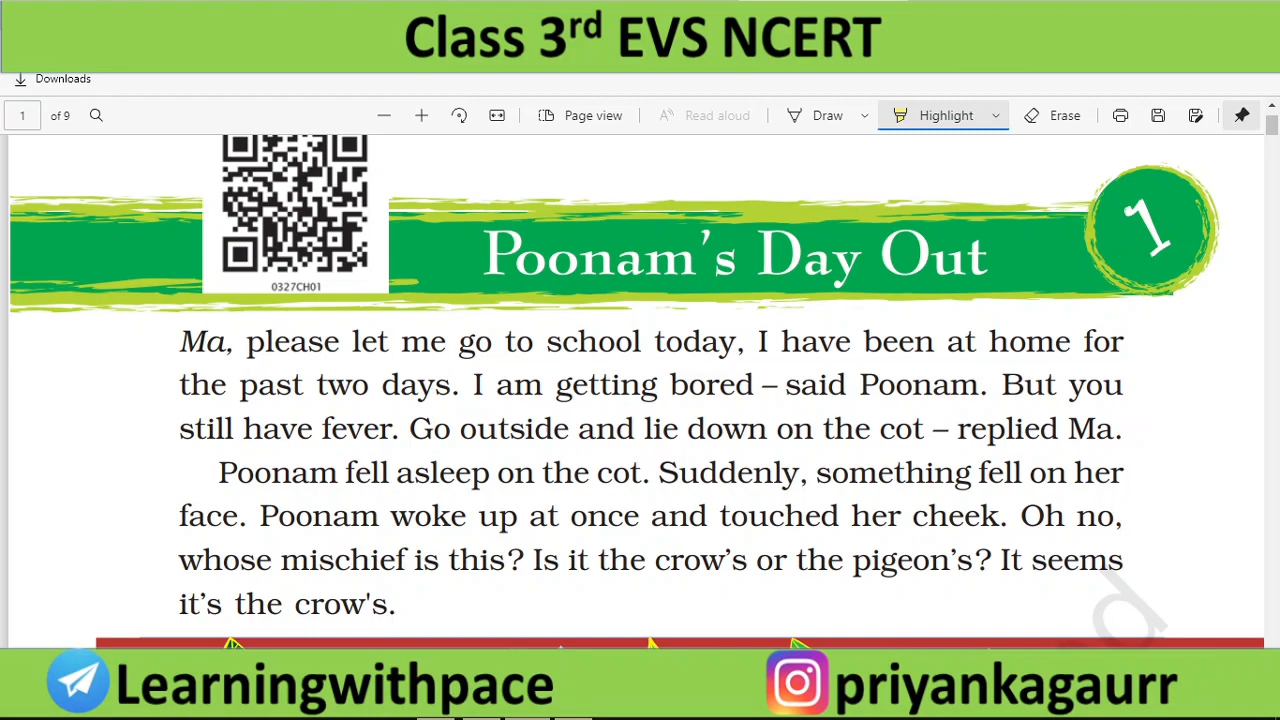 Class 3rd EVS NCERT
Downloads
1 of 9 Page view Read aloud Draw Highlight Erase
0327CH01
Poonam's Day Out
1
Ma, please let me go to school today, I have been at home for
the past two days. I am getting bored – said Poonam. But you
still have fever. Go outside and lie down on the cot – replied Ma.
Poonam fell asleep on the cot. Suddenly, something fell on her
face. Poonam woke up at once and touched her cheek. Oh no,
whose mischief is this? Is it the crow's or the pigeon's? It seems
it's the crow's.
Learningwithpace priyankagaurr